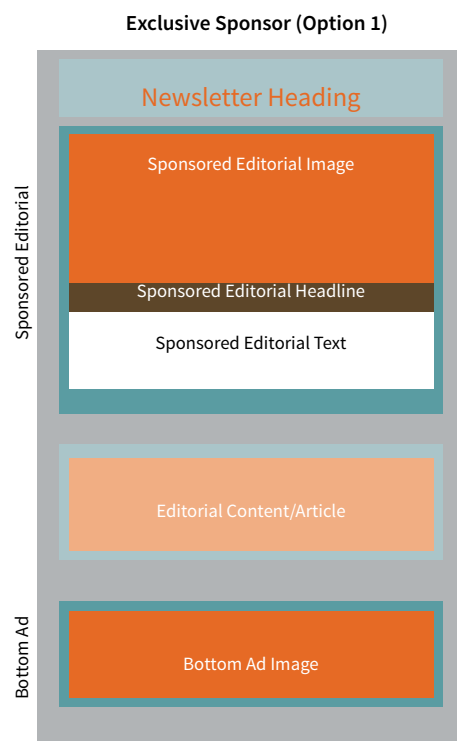 Exclusive Sponsor (Option 1)
Newsletter Heading
Sponsored Editorial
Sponsored Editorial Image
Sponsored Editorial Headline
Sponsored Editorial Text
Editorial Content/Article
Bottom Ad
Bottom Ad Image